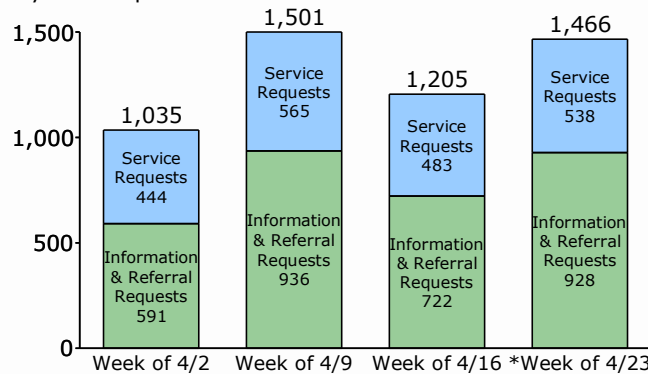 1,500
1,000
500
0
1,035
Service
Requests
444
Information
& Referral
Requests
591
Week of 4/2
1,501
Service
Requests
565
Information
& Referral
Requests
936
Week of 4/9
1,205
Service
Requests
483
Information
& Referral
Requests
722
Week of 4/16
1,466
Service
Requests
538
Information
& Referral
Requests
928
*Week of 4/23